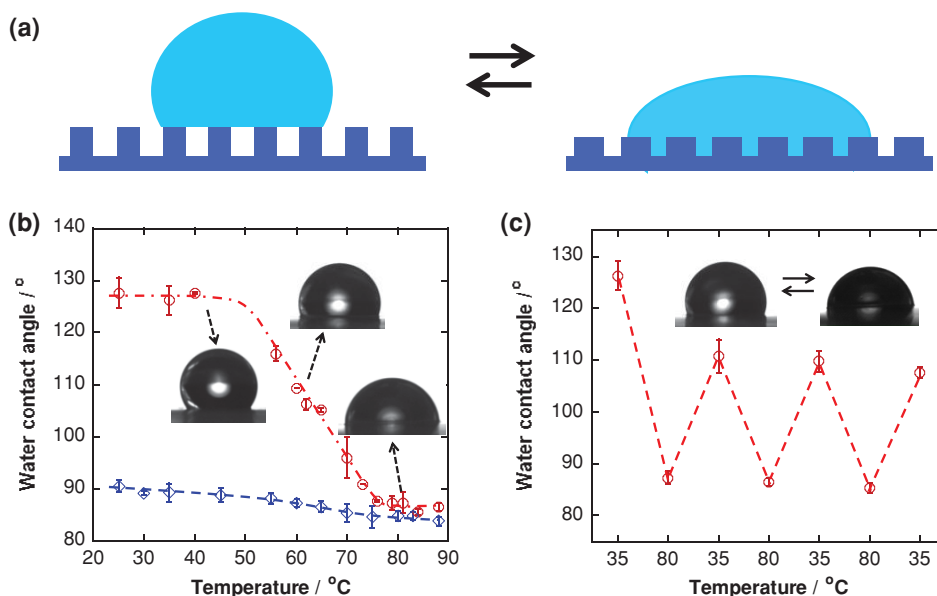 (a)
(b)
140
130
120
110
100
90
80
20 30 40 50 60 70 80 90
Water contact angle / °
Temperature / °C
(c)
130
120
110
100
90
80
35 80 35 80 35 80 35
Water contact angle / °
Temperature / °C